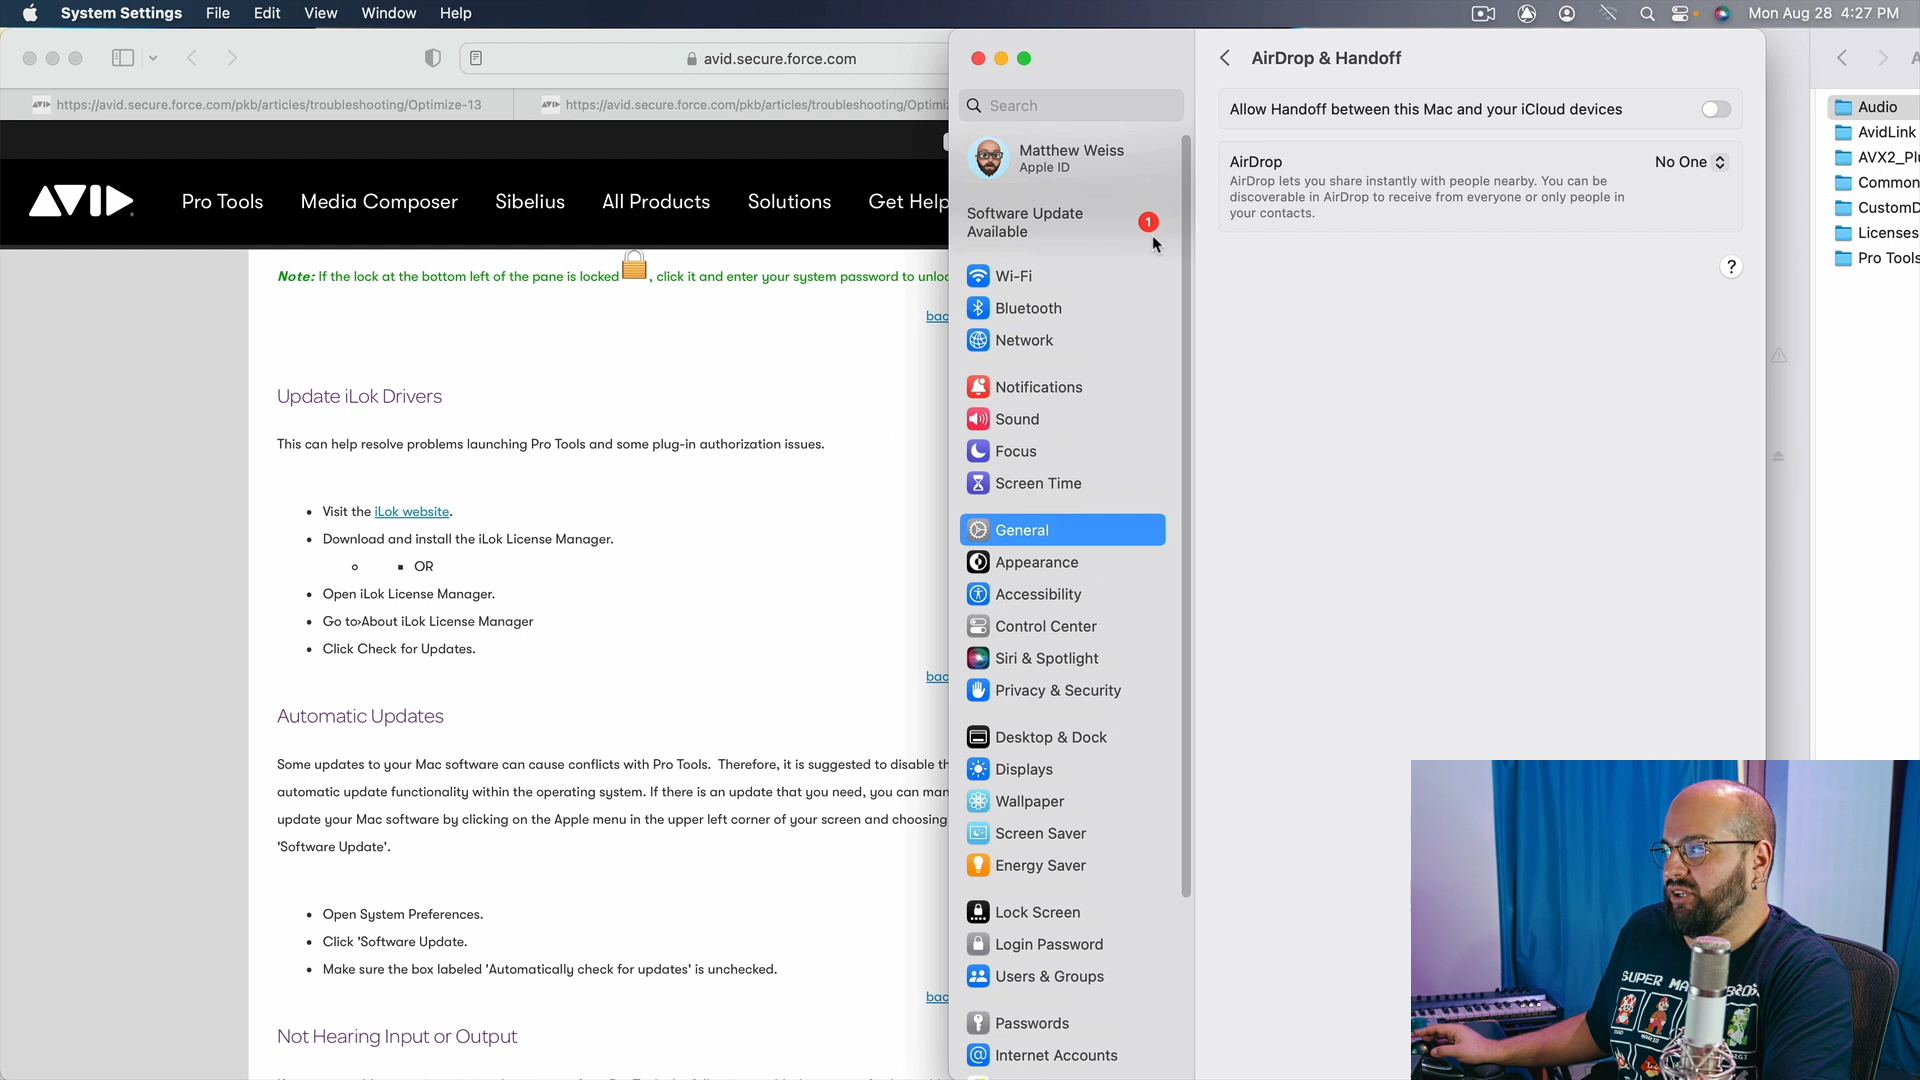 System Settings File Edit View Window Help
Mon Aug 28 4:27 PM
avid.secure.force.com
https://avid.secure.force.com/pkb/articles/troubleshooting/Optimize-13
https://avid.secure.force.com/pkb/articles/troubleshooting/Optimi
AVID
Pro Tools Media Composer Sibelius All Products Solutions Get Help
Note: If the lock at the bottom left of the pane is locked , click it and enter your system password to unloc
bac
Update iLok Drivers
This can help resolve problems launching Pro Tools and some plug-in authorization issues.
• Visit the iLok website.
• Download and install the iLok License Manager.
OR
• Open iLok License Manager.
• Go to>About iLok License Manager
• Click Check for Updates.
bac
Automatic Updates
Some updates to your Mac software can cause conflicts with Pro Tools. Therefore, it is suggested to disable th
automatic update functionality within the operating system. If there is an update that you need, you can man
update your Mac software by clicking on the Apple menu in the upper left corner of your screen and choosing
'Software Update'.
• Open System Preferences.
• Click 'Software Update.
• Make sure the box labeled 'Automatically check for updates' is unchecked.
bac
Not Hearing Input or Output
Search
Matthew Weiss
Apple ID
Software Update
Available
1
Wi-Fi
Bluetooth
Network
Notifications
Sound
Focus
Screen Time
General
Appearance
Accessibility
Control Center
Siri & Spotlight
Privacy & Security
Desktop & Dock
Displays
Wallpaper
Screen Saver
Energy Saver
Lock Screen
Login Password
Users & Groups
Passwords
Internet Accounts
AirDrop & Handoff
Allow Handoff between this Mac and your iCloud devices
AirDrop
No One
AirDrop lets you share instantly with people nearby. You can be
discoverable in AirDrop to receive from everyone or only people in
your contacts.
?
A
Audio
AvidLink
AVX2_Plu
Common
CustomD
Licenses
Pro Tools
SUPER MA